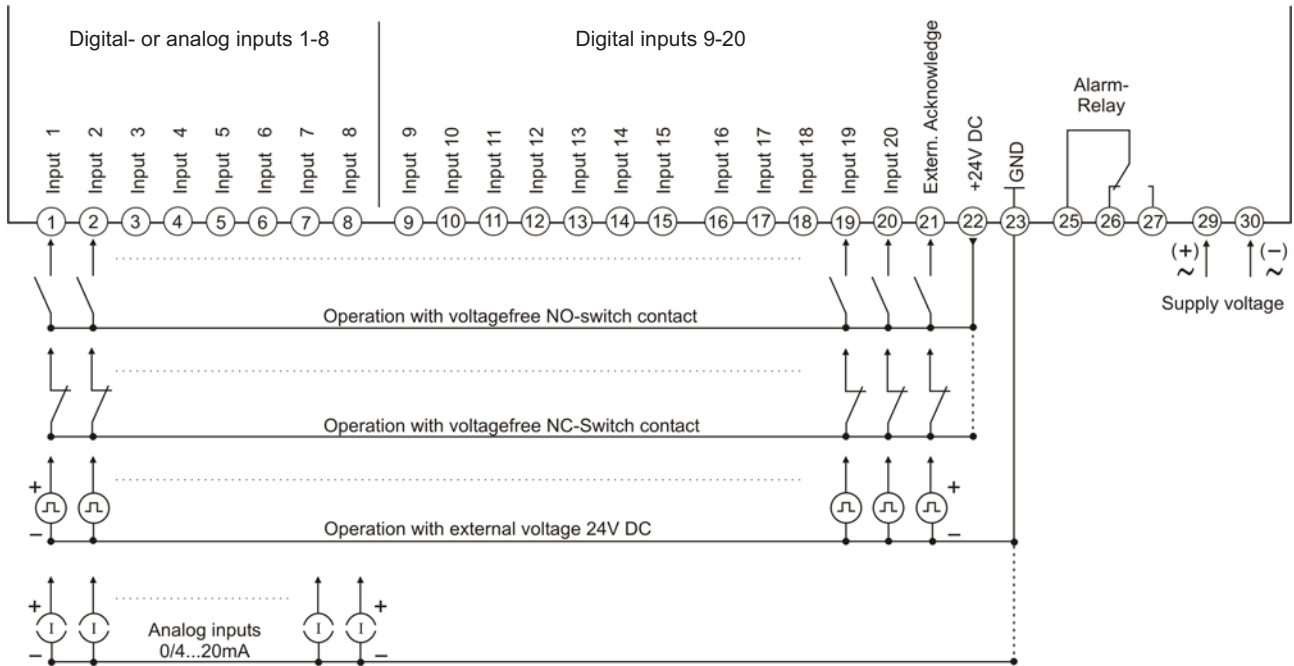 Digital- or analog inputs 1-8
Digital inputs 9-20
Input 1
Input 2
Input 3
Input 4
Input 5
Input 6
Input 7
Input 8
Input 9
Input 10
Input 11
Input 12
Input 13
Input 14
Input 15
Input 16
Input 17
Input 18
Input 19
Input 20
Extern. Acknowledge
+24V DC
GND
Alarm-
Relay
1 2 3 4 5 6 7 8 9 10 11 12 13 14 15 16 17 18 19 20 21 22 23 25 26 27 29 30
(+) (−)
~ ~
Supply voltage
Operation with voltagefree NO-switch contact
Operation with voltagefree NC-Switch contact
+ +
Operation with external voltage 24V DC
− −
+ +
I I I I
Analog inputs
0/4...20mA
− −